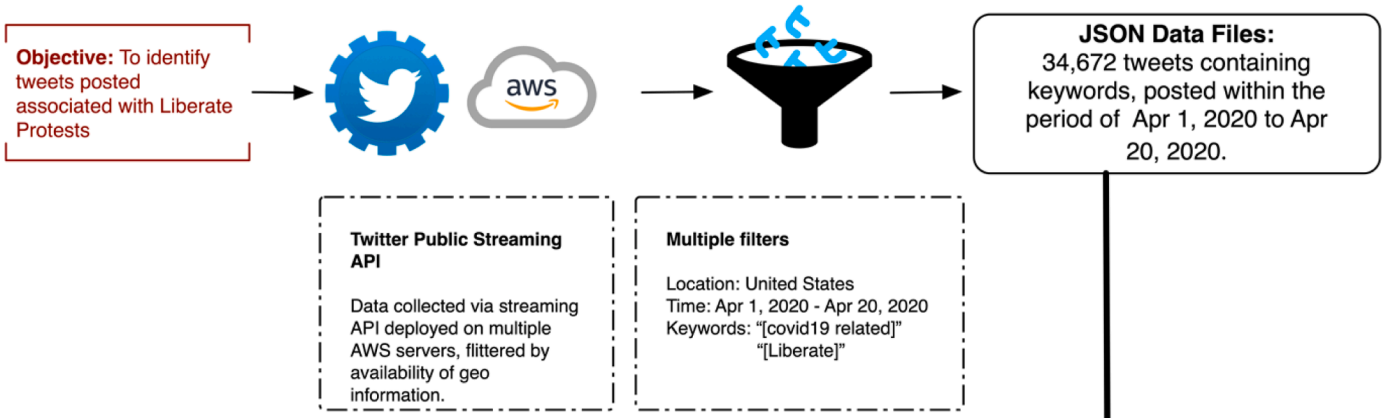 Objective: To identify
tweets posted
associated with Liberate
Protests
aws
JSON Data Files:
34,672 tweets containing
keywords, posted within the
period of Apr 1, 2020 to Apr
20, 2020.
Twitter Public Streaming
API
Data collected via streaming
API deployed on multiple
AWS servers, flittered by
availability of geo
information.
Multiple filters
Location: United States
Time: Apr 1, 2020 - Apr 20, 2020
Keywords: “[covid19 related]”
“[Liberate]”